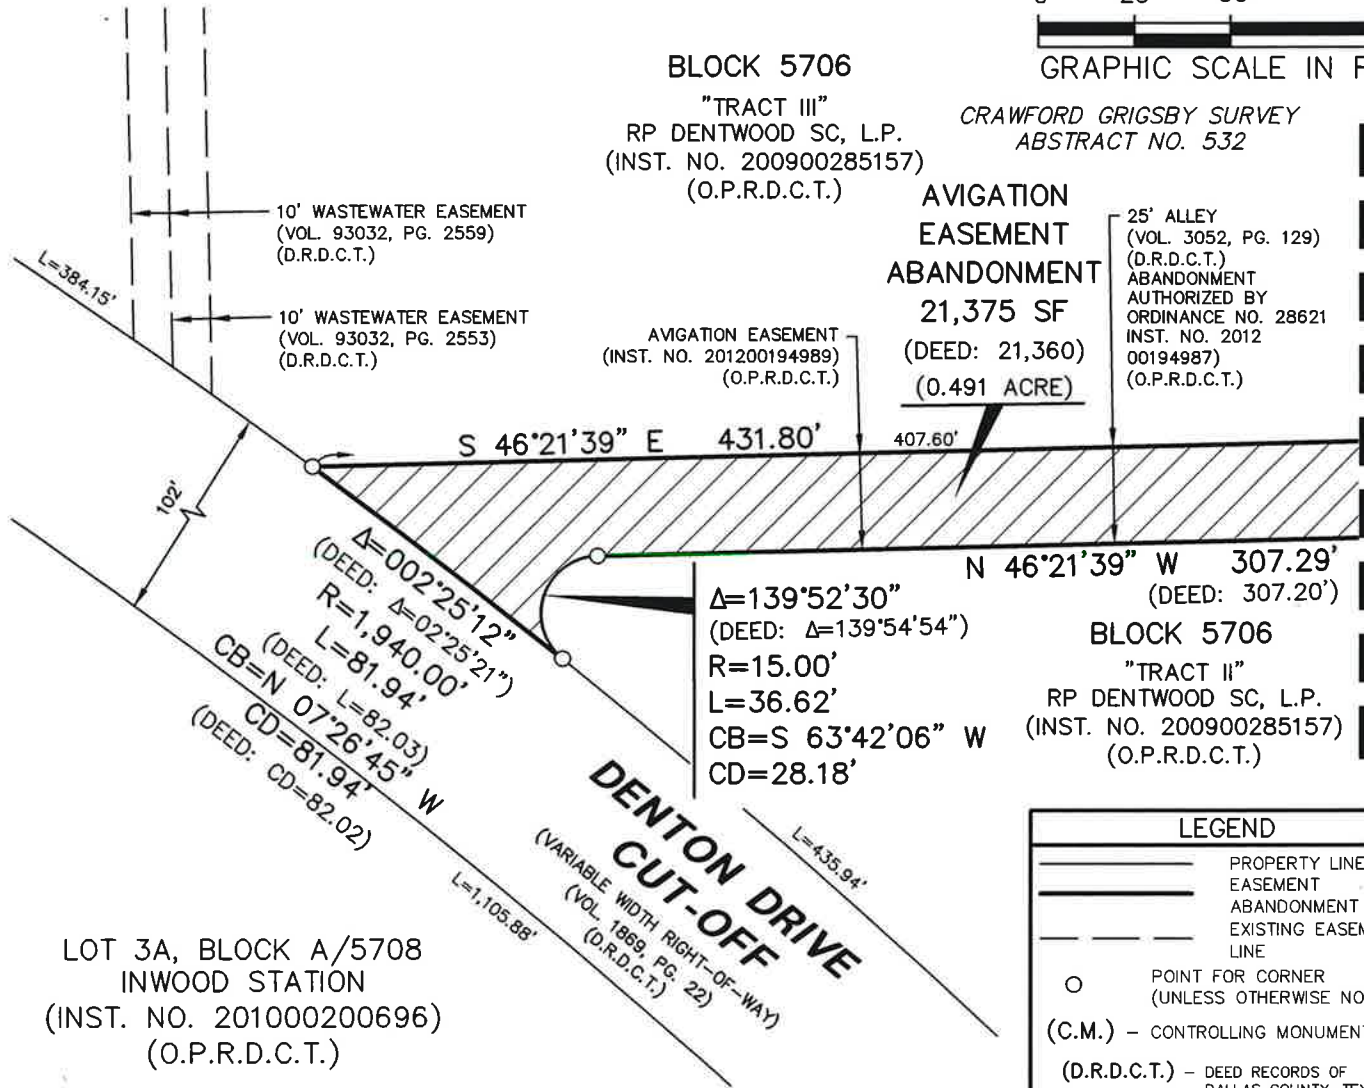 GRAPHIC SCALE IN
BLOCK 5706
"TRACT III"
RP DENTWOOD SC, L.P.
(INST. NO. 200900285157)
(O.P.R.D.C.T.)
CRAWFORD GRIGSBY SURVEY
ABSTRACT NO. 532
10' WASTEWATER EASEMENT
(VOL. 93032, PG. 2559)
(D.R.D.C.T.)
10' WASTEWATER EASEMENT
(VOL. 93032, PG. 2553)
(D.R.D.C.T.)
L=384.15'
AVIGATION
EASEMENT
ABANDONMENT
21,375 SF
(DEED: 21,360)
(0.491 ACRE)
25' ALLEY
(VOL. 3052, PG. 129)
(D.R.D.C.T.)
ABANDONMENT
AUTHORIZED BY
ORDINANCE NO. 28621
INST. NO. 2012
00194987)
(O.P.R.D.C.T.)
AVIGATION EASEMENT
(INST. NO. 201200194989)
(O.P.R.D.C.T.)
S 46°21'39" E 431.80'
407.60'
102'
Δ=002°25'12"
(DEED: Δ=02°25'21")
R=1,940.00'
L=81.94'
(DEED: L=82.03)
CB=N 07°26'45" W
CD=81.94'
(DEED: CD=82.02)
N 46°21'39" W 307.29'
(DEED: 307.20')
Δ=139°52'30"
(DEED: Δ=139°54'54")
R=15.00'
L=36.62'
CB=S 63°42'06" W
CD=28.18'
BLOCK 5706
"TRACT II"
RP DENTWOOD SC, L.P.
(INST. NO. 200900285157)
(O.P.R.D.C.T.)
DENTON DRIVE
CUT-OFF
(VARIABLE WIDTH RIGHT-OF-WAY)
(VOL. 1869, PG. 22)
(D.R.D.C.T.)
L=435.94'
L=1,105.88'
LOT 3A, BLOCK A/5708
INWOOD STATION
(INST. NO. 201000200696)
(O.P.R.D.C.T.)
LEGEND
PROPERTY LINE
EASEMENT
ABANDONMENT
EXISTING EASEM
LINE
POINT FOR CORNER
(UNLESS OTHERWISE NO
(C.M.) - CONTROLLING MONUMENT
(D.R.D.C.T.) - DEED RECORDS OF
DALLAS COUNTY,